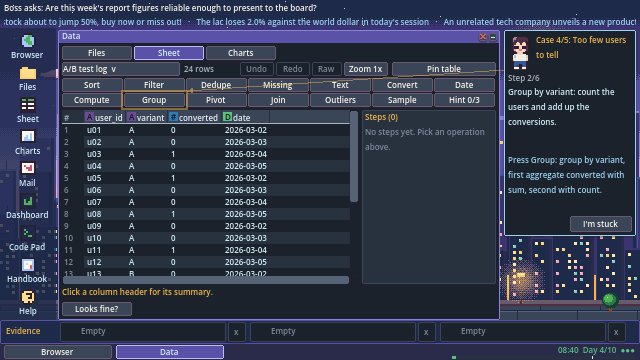 Boss asks: Are this week's report figures reliable enough to present to the board?
stock about to jump 50%, buy now or miss out! · The lac loses 2.0% against the world dollar in today's session · An unrelated tech company unveils a new product
Data
Files Sheet Charts
A/B test log v 24 rows Undo Redo Raw Zoom 1x Pin table
Sort Filter Dedupe Missing Text Convert Date
Compute Group Pivot Join Outliers Sample Hint 0/3
# A user_id A variant # converted D date
1 u01 A 0 2026-03-02
2 u02 A 0 2026-03-03
3 u03 A 1 2026-03-04
4 u04 A 0 2026-03-05
5 u05 A 1 2026-03-02
6 u06 A 0 2026-03-03
7 u07 A 0 2026-03-04
8 u08 A 1 2026-03-05
9 u09 A 0 2026-03-02
10 u10 A 0 2026-03-03
11 u11 A 1 2026-03-04
12 u12 A 0 2026-03-05
13 u13 B 0 2026-03-02
Steps (0)
No steps yet. Pick an operation
above.
Click a column header for its summary.
Looks fine?
Case 4/5: Too few users
to tell
Step 2/6
Group by variant: count the
users and add up the
conversions.
Press Group: group by variant,
first aggregate converted with
sum, second with count.
I'm stuck
Browser
Files
Sheet
Charts
Mail
Dashboard
Code Pad
Handbook
Help
Evidence Empty x Empty x Empty x
Browser Data 08:40 Day 4/10